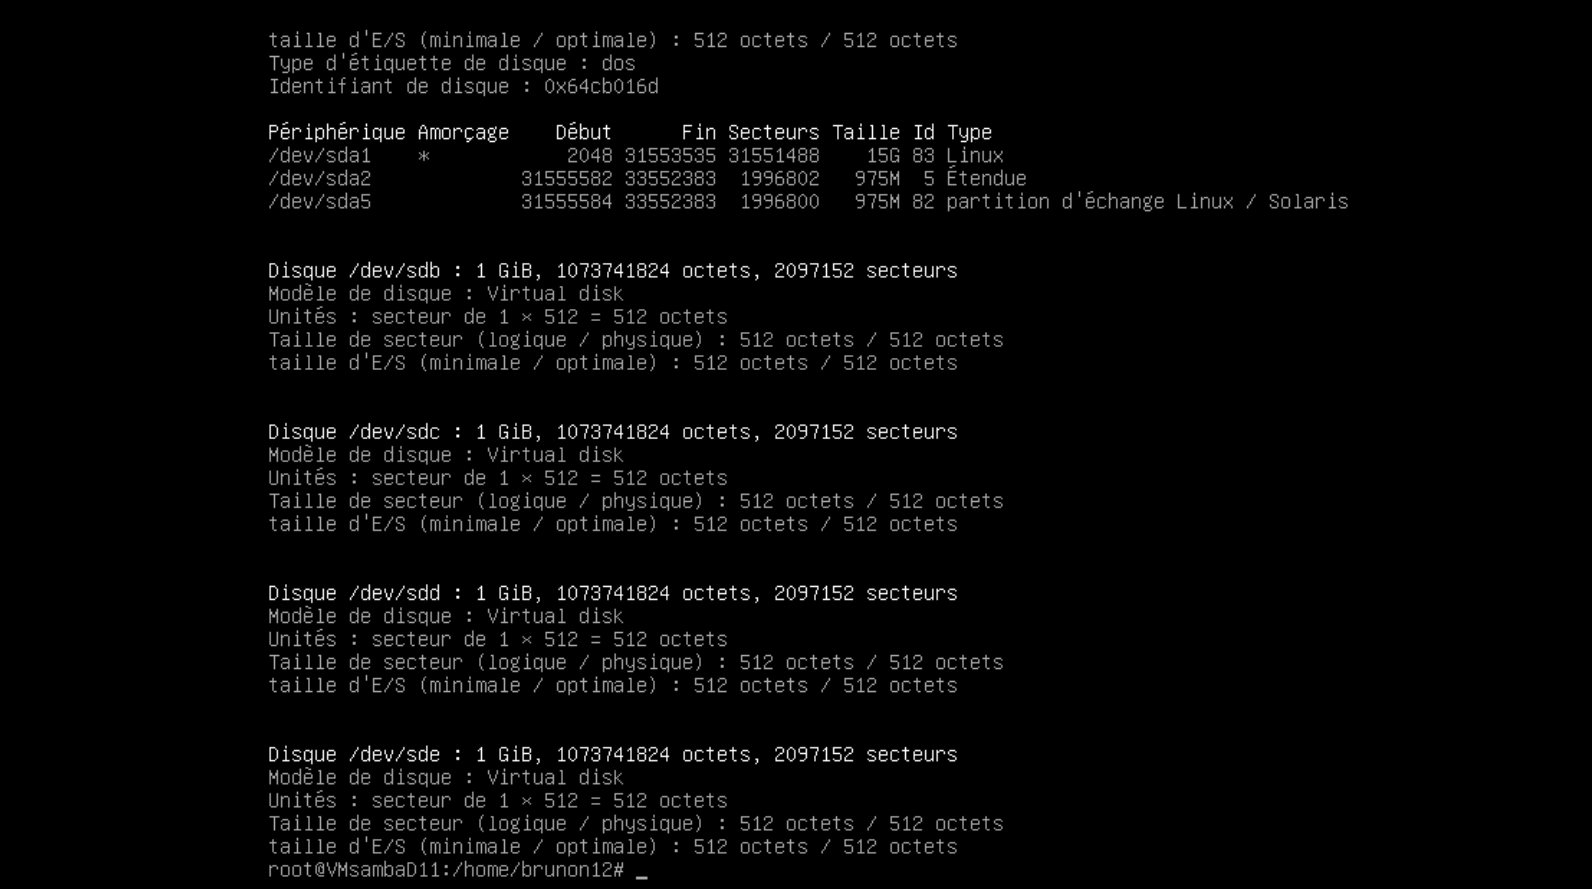 taille d'E/S (minimale / optimale) : 512 octets / 512 octets
Type d'étiquette de disque : dos
Identifiant de disque : 0x64cb016d
Périphérique Amorçage    Début      Fin Secteurs Taille Id Type
/dev/sda1    *            2048 31553535 31551488    15G 83 Linux
/dev/sda2             31555582 33552383  1996802   975M  5 Étendue
/dev/sda5             31555584 33552383  1996800   975M 82 partition d'échange Linux / Solaris
Disque /dev/sdb : 1 GiB, 1073741824 octets, 2097152 secteurs
Modèle de disque : Virtual disk
Unités : secteur de 1 × 512 = 512 octets
Taille de secteur (logique / physique) : 512 octets / 512 octets
taille d'E/S (minimale / optimale) : 512 octets / 512 octets
Disque /dev/sdc : 1 GiB, 1073741824 octets, 2097152 secteurs
Modèle de disque : Virtual disk
Unités : secteur de 1 × 512 = 512 octets
Taille de secteur (logique / physique) : 512 octets / 512 octets
taille d'E/S (minimale / optimale) : 512 octets / 512 octets
Disque /dev/sdd : 1 GiB, 1073741824 octets, 2097152 secteurs
Modèle de disque : Virtual disk
Unités : secteur de 1 × 512 = 512 octets
Taille de secteur (logique / physique) : 512 octets / 512 octets
taille d'E/S (minimale / optimale) : 512 octets / 512 octets
Disque /dev/sde : 1 GiB, 1073741824 octets, 2097152 secteurs
Modèle de disque : Virtual disk
Unités : secteur de 1 × 512 = 512 octets
Taille de secteur (logique / physique) : 512 octets / 512 octets
taille d'E/S (minimale / optimale) : 512 octets / 512 octets
root@VMsambaD11:/home/brunon12# _